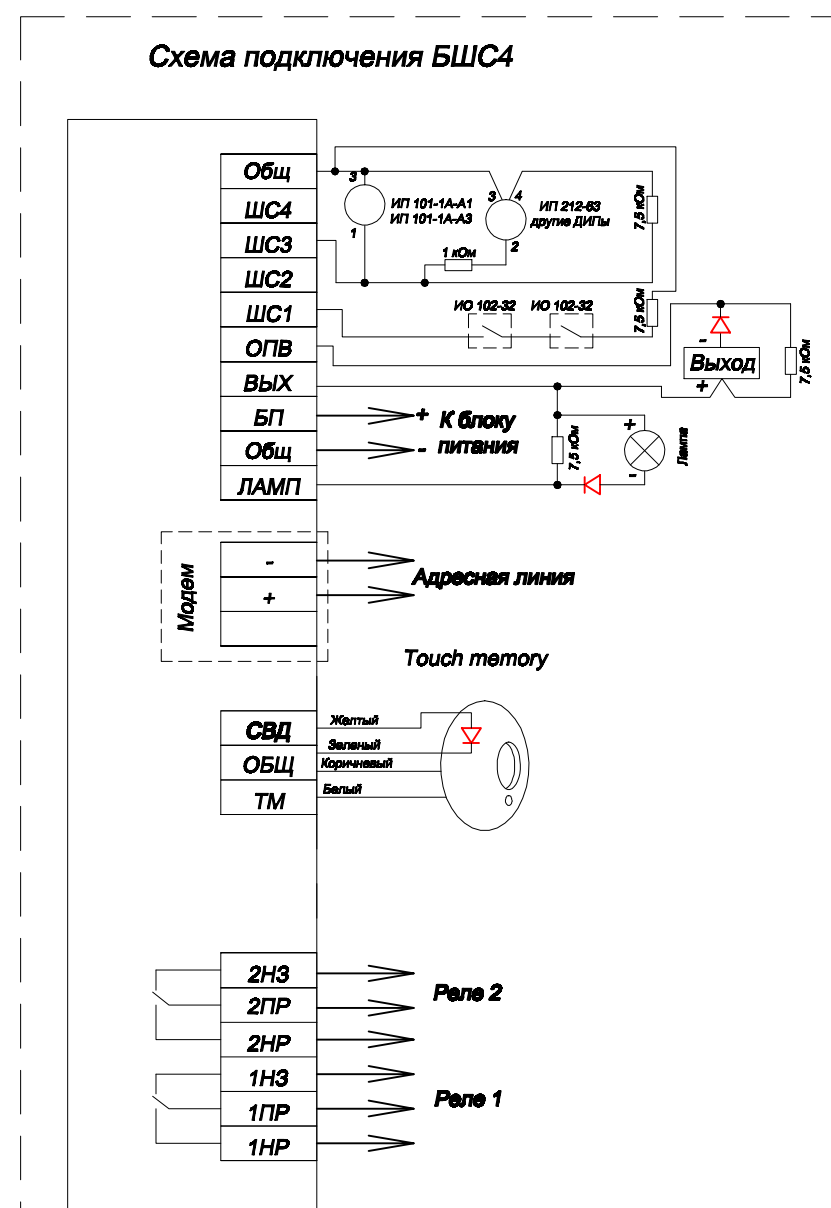 Схема подключения БШС4
Общ
ШС4
ШС3
ШС2
ШС1
ОПВ
ВЫХ
БП
Общ
ЛАМП
3
1
ИП 101-1А-А1
ИП 101-1А-А3
3
4
2
ИП 212-63
другие ДИПы
1 кОм
7,5 кОм
ИО 102-32
ИО 102-32
7,5 кОм
-
Выход
+
7,5 кОм
+ К блоку
- питания
7,5 кОм
+
-
Лампа
Модем
-
+
Адресная линия
Touch memory
СВД
ОБЩ
ТМ
Желтый
Зеленый
Коричневый
Белый
2НЗ
2ПР
2НР
1НЗ
1ПР
1НР
Реле 2
Реле 1